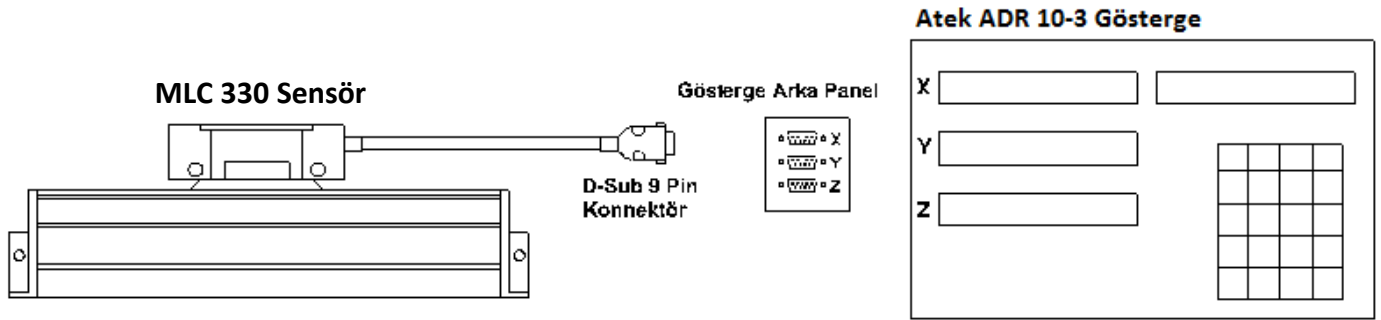 Atek ADR 10-3 Gösterge
MLC 330 Sensör
Gösterge Arka Panel
X
Y
Z
D-Sub 9 Pin
Konnektör
X
Y
Z